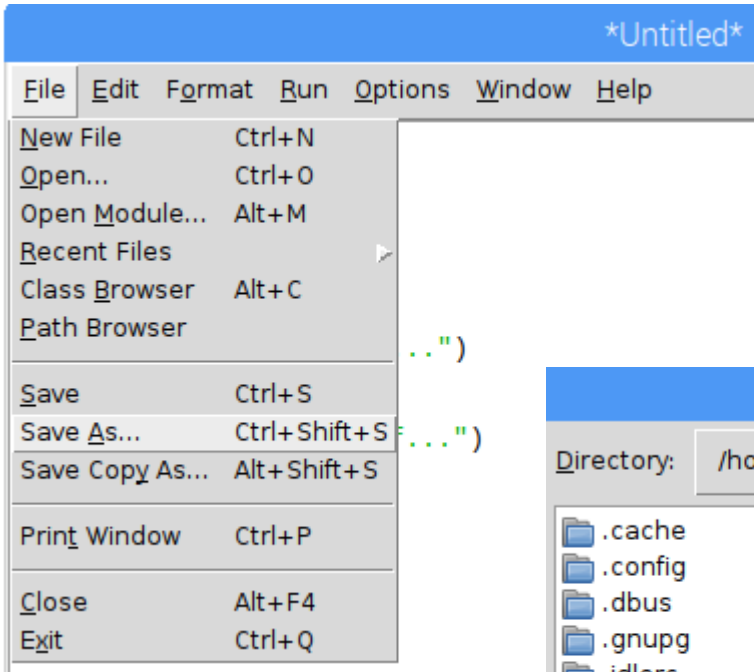 *Untitled*
File Edit Format Run Options Window Help
New File Ctrl+N
Open... Ctrl+O
Open Module... Alt+M
Recent Files
Class Browser Alt+C
Path Browser
Save Ctrl+S
Save As... Ctrl+Shift+S
Save Copy As... Alt+Shift+S
Print Window Ctrl+P
Close Alt+F4
Exit Ctrl+Q
..")
...")
Directory: /ho
.cache
.config
.dbus
.gnupg